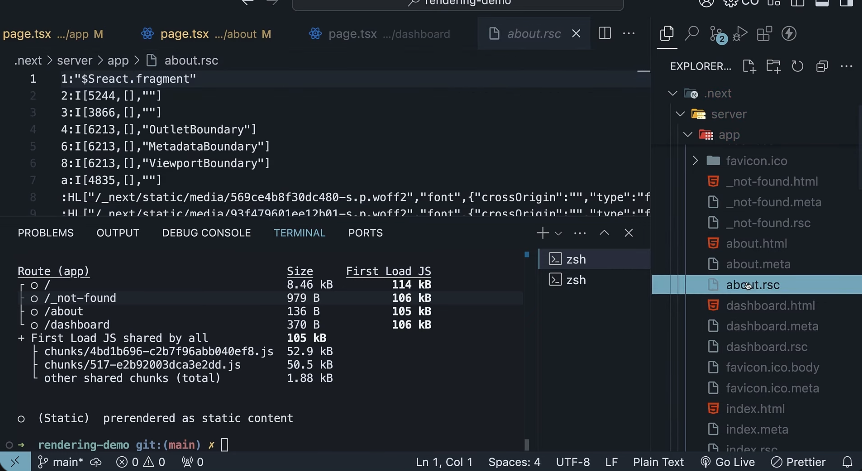 rendering-demo
page.tsx .../app M
page.tsx .../about M
page.tsx .../dashboard
about.rsc
.next > server > app > about.rsc
1 1:"$Sreact.fragment"
2 2:I[5244,[],""]
3 3:I[3866,[],""]
4 4:I[6213,[],"OutletBoundary"]
5 6:I[6213,[],"MetadataBoundary"]
6 8:I[6213,[],"ViewportBoundary"]
7 a:I[4835,[],""]
8 :HL["/_next/static/media/569ce4b8f30dc480-s.p.woff2","font",{"crossOrigin":"","type":"f
9 :HL["/_next/static/media/93f479601ee12b01-s.p.woff2","font",{"crossOrigin":"","type":"f
PROBLEMS OUTPUT DEBUG CONSOLE TERMINAL PORTS
Route (app) Size First Load JS
┌ ○ / 8.46 kB 114 kB
├ ○ /_not-found 979 B 106 kB
├ ○ /about 136 B 105 kB
└ ○ /dashboard 370 B 106 kB
+ First Load JS shared by all 105 kB
├ chunks/4bd1b696-c2b7f96abb040ef8.js 52.9 kB
├ chunks/517-e2b92003dca3e2dd.js 50.5 kB
└ other shared chunks (total) 1.88 kB
○ (Static) prerendered as static content
rendering-demo git:(main) ✗
zsh
zsh
2
EXPLORER...
.next
server
app
favicon.ico
_not-found.html
_not-found.meta
_not-found.rsc
about.html
about.meta
about.rsc
dashboard.html
dashboard.meta
dashboard.rsc
favicon.ico.body
favicon.ico.meta
index.html
index.meta
index.rsc
main* 0 0 0 Ln 1, Col 1 Spaces: 4 UTF-8 LF Plain Text Go Live Prettier